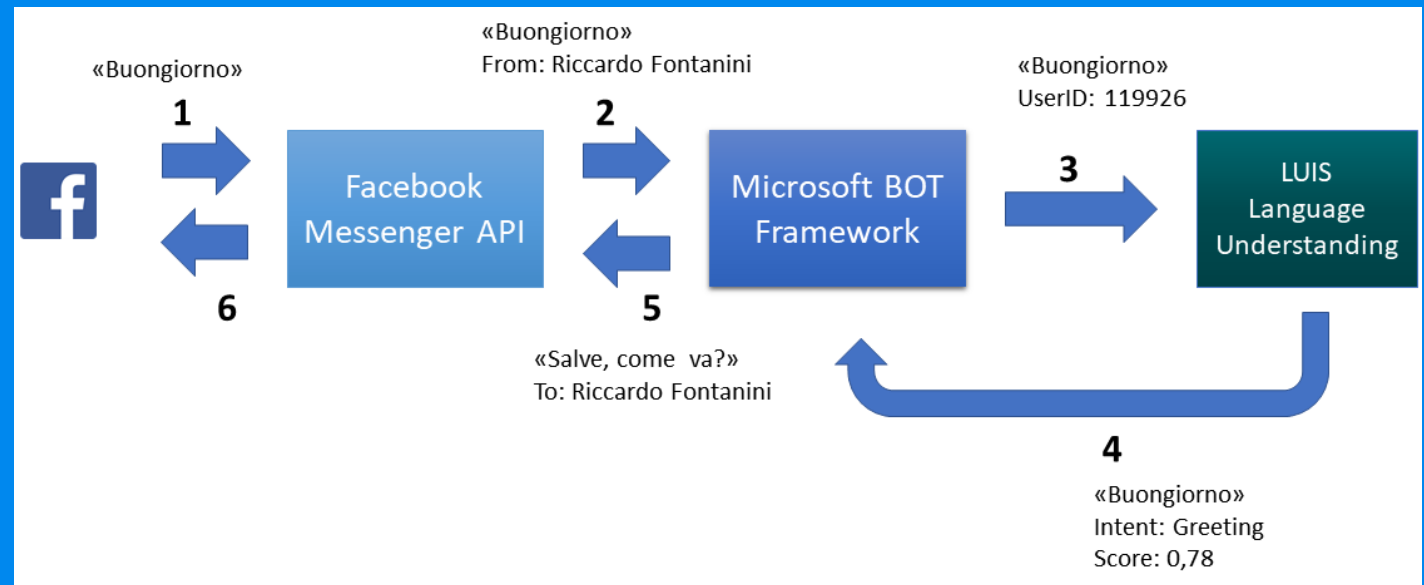 «Buongiorno»
1
«Buongiorno»
From: Riccardo Fontanini
2
«Buongiorno»
UserID: 119926
3
f
Facebook
Messenger API
Microsoft BOT
Framework
LUIS
Language
Understanding
6
5
«Salve, come va?»
To: Riccardo Fontanini
4
«Buongiorno»
Intent: Greeting
Score: 0,78